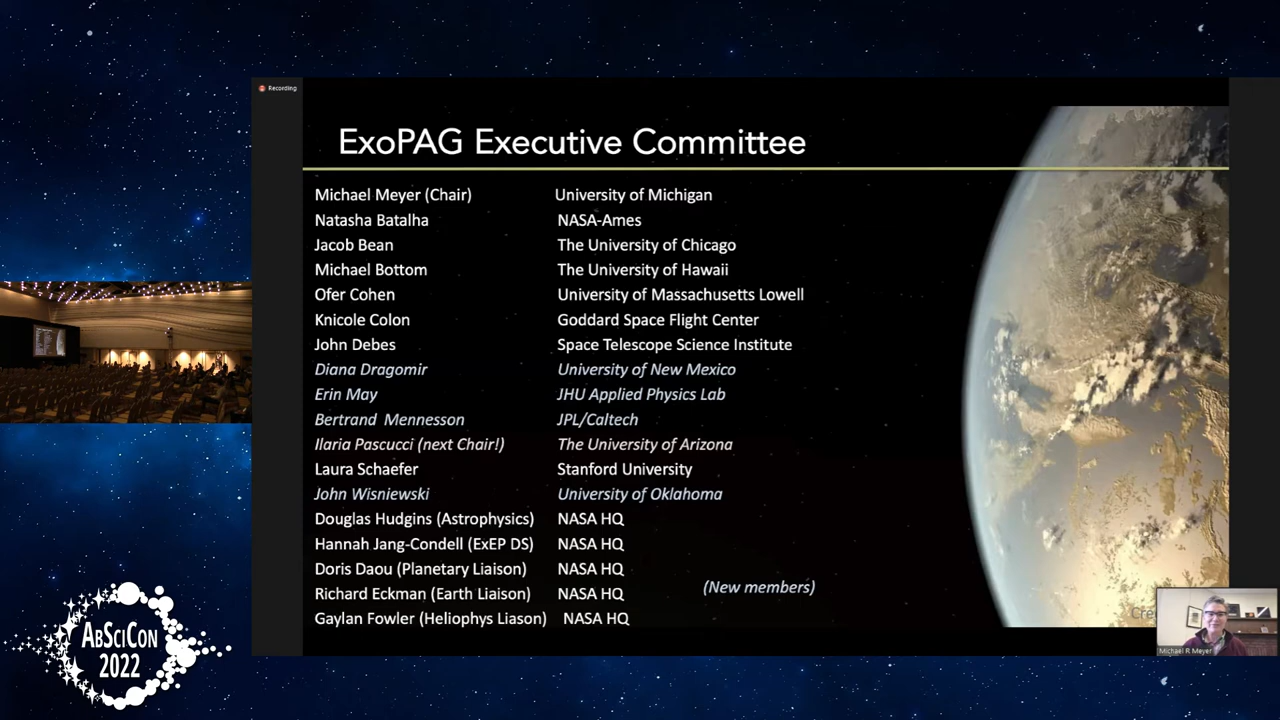 Recording
ExoPAG Executive Committee
Michael Meyer (Chair) University of Michigan
Natasha Batalha NASA-Ames
Jacob Bean The University of Chicago
Michael Bottom The University of Hawaii
Ofer Cohen University of Massachusetts Lowell
Knicole Colon Goddard Space Flight Center
John Debes Space Telescope Science Institute
Diana Dragomir University of New Mexico
Erin May JHU Applied Physics Lab
Bertrand Mennesson JPL/Caltech
Ilaria Pascucci (next Chair!) The University of Arizona
Laura Schaefer Stanford University
John Wisniewski University of Oklahoma
Douglas Hudgins (Astrophysics) NASA HQ
Hannah Jang-Condell (ExEP DS) NASA HQ
Doris Daou (Planetary Liaison) NASA HQ
Richard Eckman (Earth Liaison) NASA HQ
(New members)
Gaylan Fowler (Heliophys Liason) NASA HQ
Michael R Meyer
AbSciCon
2022